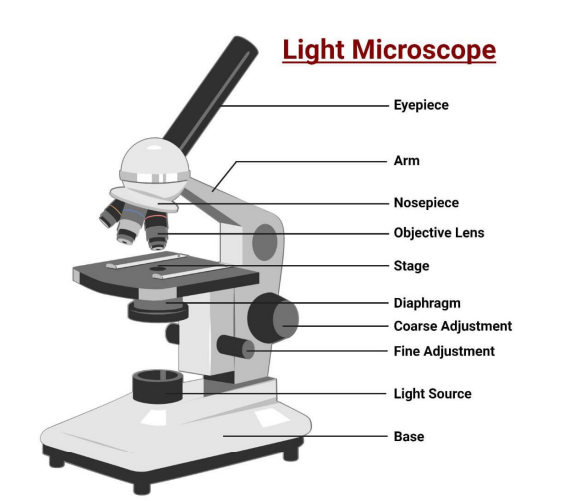 Light Microscope
Eyepiece
Arm
Nosepiece
Objective Lens
Stage
Diaphragm
Coarse Adjustment
Fine Adjustment
Light Source
Base